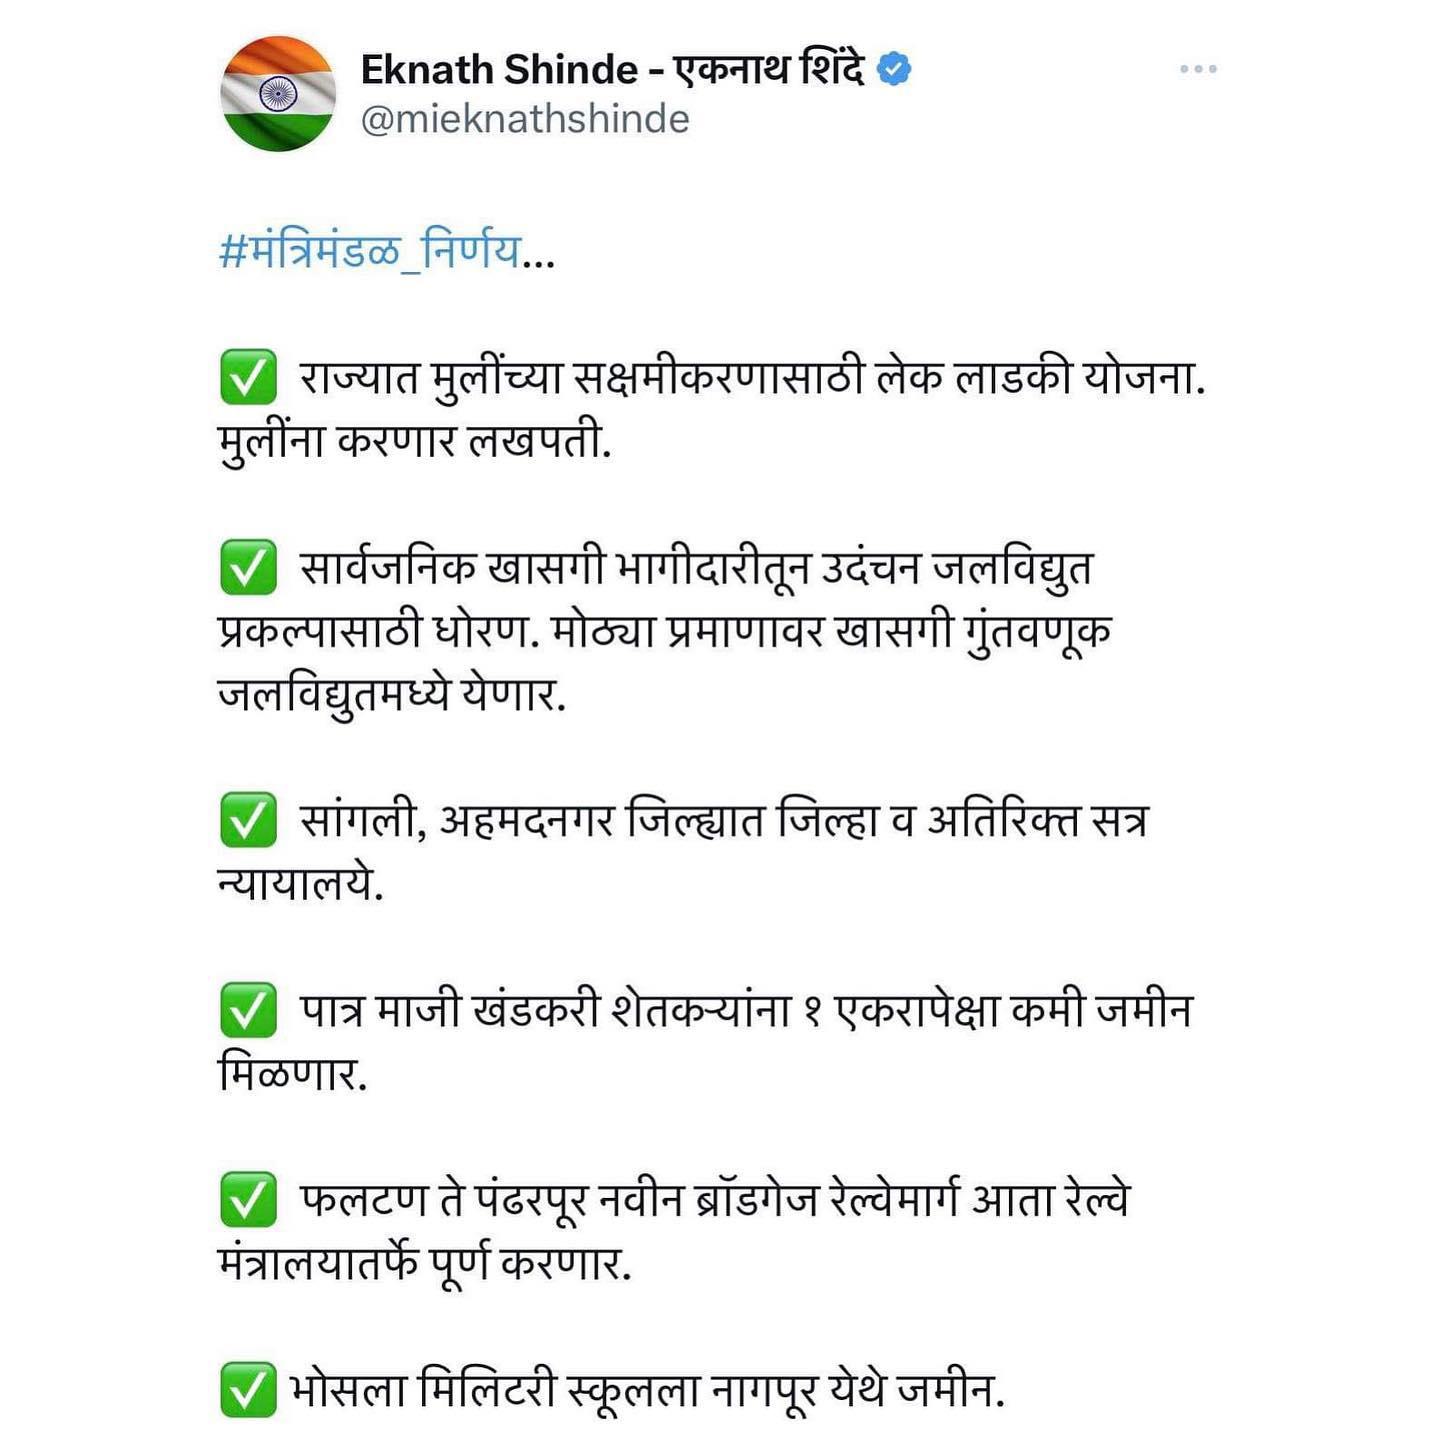 Eknath Shinde - एकनाथ शिंदे
@mieknathshinde
#मंत्रिमंडळ_निर्णय...
✅ राज्यात मुलींच्या सक्षमीकरणासाठी लेक लाडकी योजना.
मुलींना करणार लखपती.
✅ सार्वजनिक खासगी भागीदारीतून उदंचन जलविद्युत
प्रकल्पासाठी धोरण. मोठ्या प्रमाणावर खासगी गुंतवणूक
जलविद्युतमध्ये येणार.
✅ सांगली, अहमदनगर जिल्ह्यात जिल्हा व अतिरिक्त सत्र
न्यायालये.
✅ पात्र माजी खंडकरी शेतकऱ्यांना १ एकरापेक्षा कमी जमीन
मिळणार.
✅ फलटण ते पंढरपूर नवीन ब्रॉडगेज रेल्वेमार्ग आता रेल्वे
मंत्रालयातर्फे पूर्ण करणार.
✅ भोसला मिलिटरी स्कूलला नागपूर येथे जमीन.